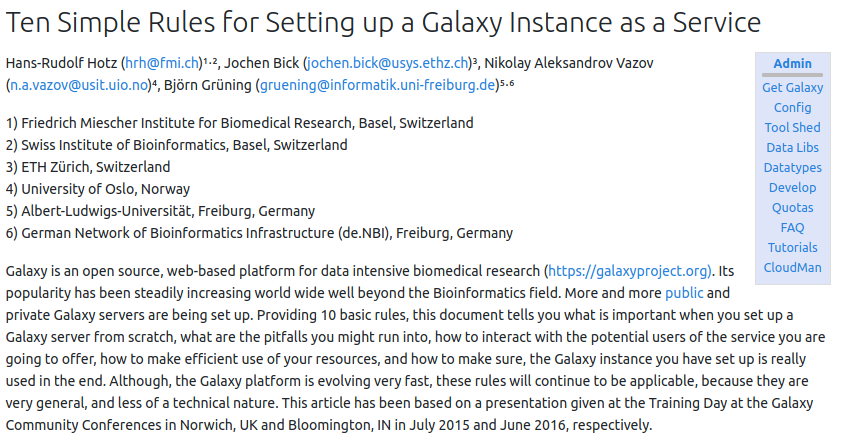 Ten Simple Rules for Setting up a Galaxy Instance as a Service
Hans-Rudolf Hotz (hrh@fmi.ch)¹·², Jochen Bick (jochen.bick@usys.ethz.ch)³, Nikolay Aleksandrov Vazov
(n.a.vazov@usit.uio.no)⁴, Björn Grüning (gruening@informatik.uni-freiburg.de)⁵·⁶
1) Friedrich Miescher Institute for Biomedical Research, Basel, Switzerland
2) Swiss Institute of Bioinformatics, Basel, Switzerland
3) ETH Zürich, Switzerland
4) University of Oslo, Norway
5) Albert-Ludwigs-Universität, Freiburg, Germany
6) German Network of Bioinformatics Infrastructure (de.NBI), Freiburg, Germany
Admin
Get Galaxy
Config
Tool Shed
Data Libs
Datatypes
Develop
Quotas
FAQ
Tutorials
CloudMan
Galaxy is an open source, web-based platform for data intensive biomedical research (https://galaxyproject.org). Its
popularity has been steadily increasing world wide well beyond the Bioinformatics field. More and more public and
private Galaxy servers are being set up. Providing 10 basic rules, this document tells you what is important when you set up a
Galaxy server from scratch, what are the pitfalls you might run into, how to interact with the potential users of the service you are
going to offer, how to make efficient use of your resources, and how to make sure, the Galaxy instance you have set up is really
used in the end. Although, the Galaxy platform is evolving very fast, these rules will continue to be applicable, because they are
very general, and less of a technical nature. This article has been based on a presentation given at the Training Day at the Galaxy
Community Conferences in Norwich, UK and Bloomington, IN in July 2015 and June 2016, respectively.